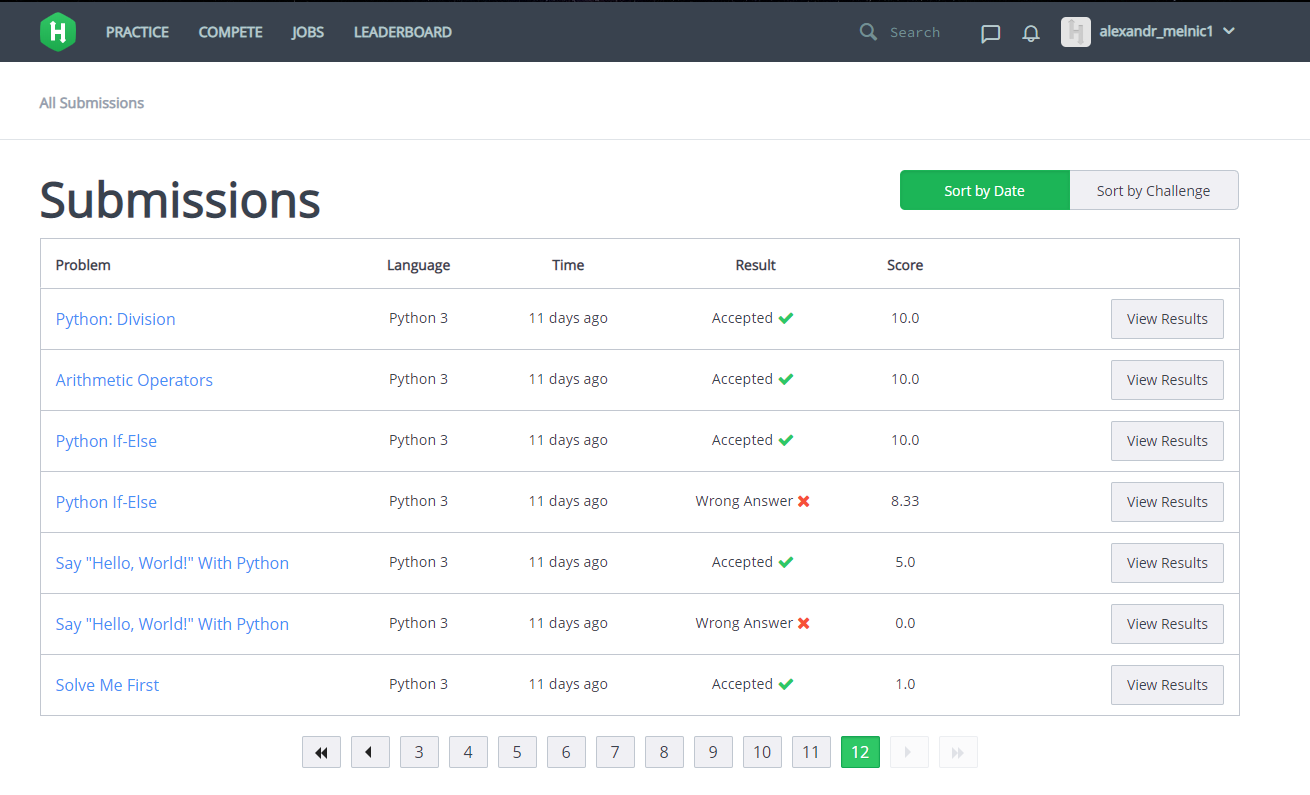 H PRACTICE COMPETE JOBS LEADERBOARD Search alexandr_melnic1
All Submissions
Submissions
Sort by Date Sort by Challenge
Problem Language Time Result Score
Python: Division Python 3 11 days ago Accepted 10.0 View Results
Arithmetic Operators Python 3 11 days ago Accepted 10.0 View Results
Python If-Else Python 3 11 days ago Accepted 10.0 View Results
Python If-Else Python 3 11 days ago Wrong Answer 8.33 View Results
Say "Hello, World!" With Python Python 3 11 days ago Accepted 5.0 View Results
Say "Hello, World!" With Python Python 3 11 days ago Wrong Answer 0.0 View Results
Solve Me First Python 3 11 days ago Accepted 1.0 View Results
3 4 5 6 7 8 9 10 11 12